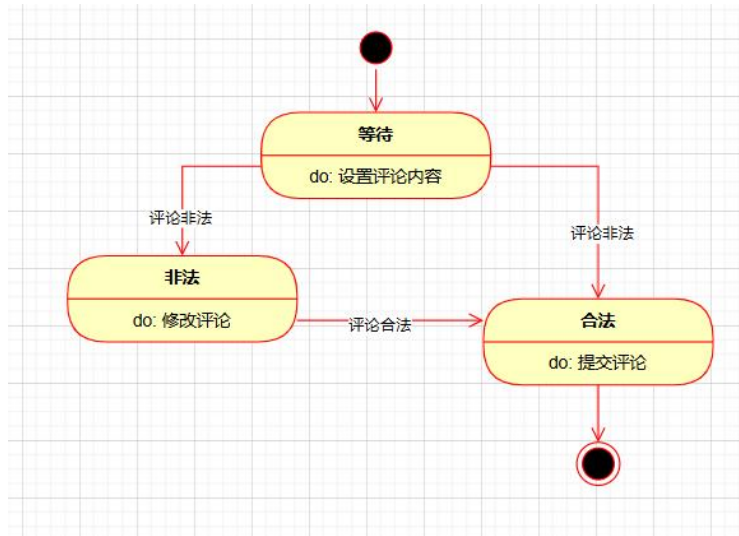 等待
do: 设置评论内容
评论非法
评论非法
非法
do: 修改评论
评论合法
合法
do: 提交评论